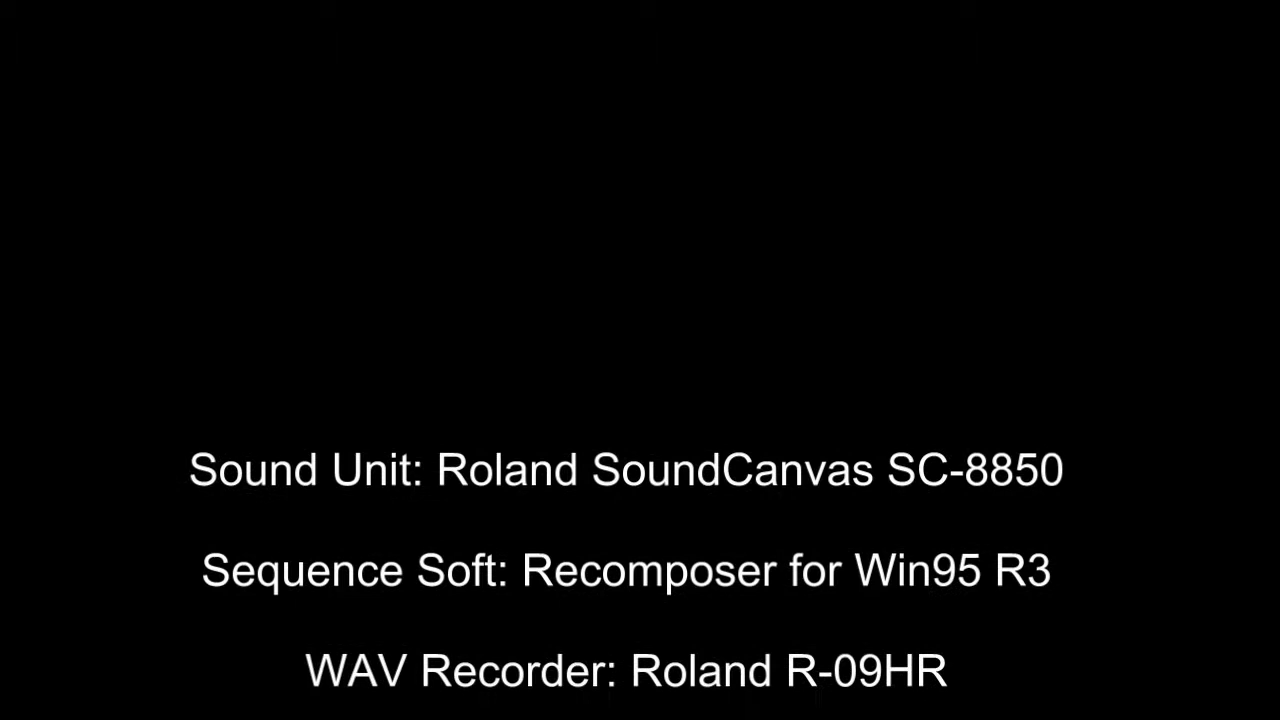 Sound Unit: Roland SoundCanvas SC-8850
Sequence Soft: Recomposer for Win95 R3
WAV Recorder: Roland R-09HR